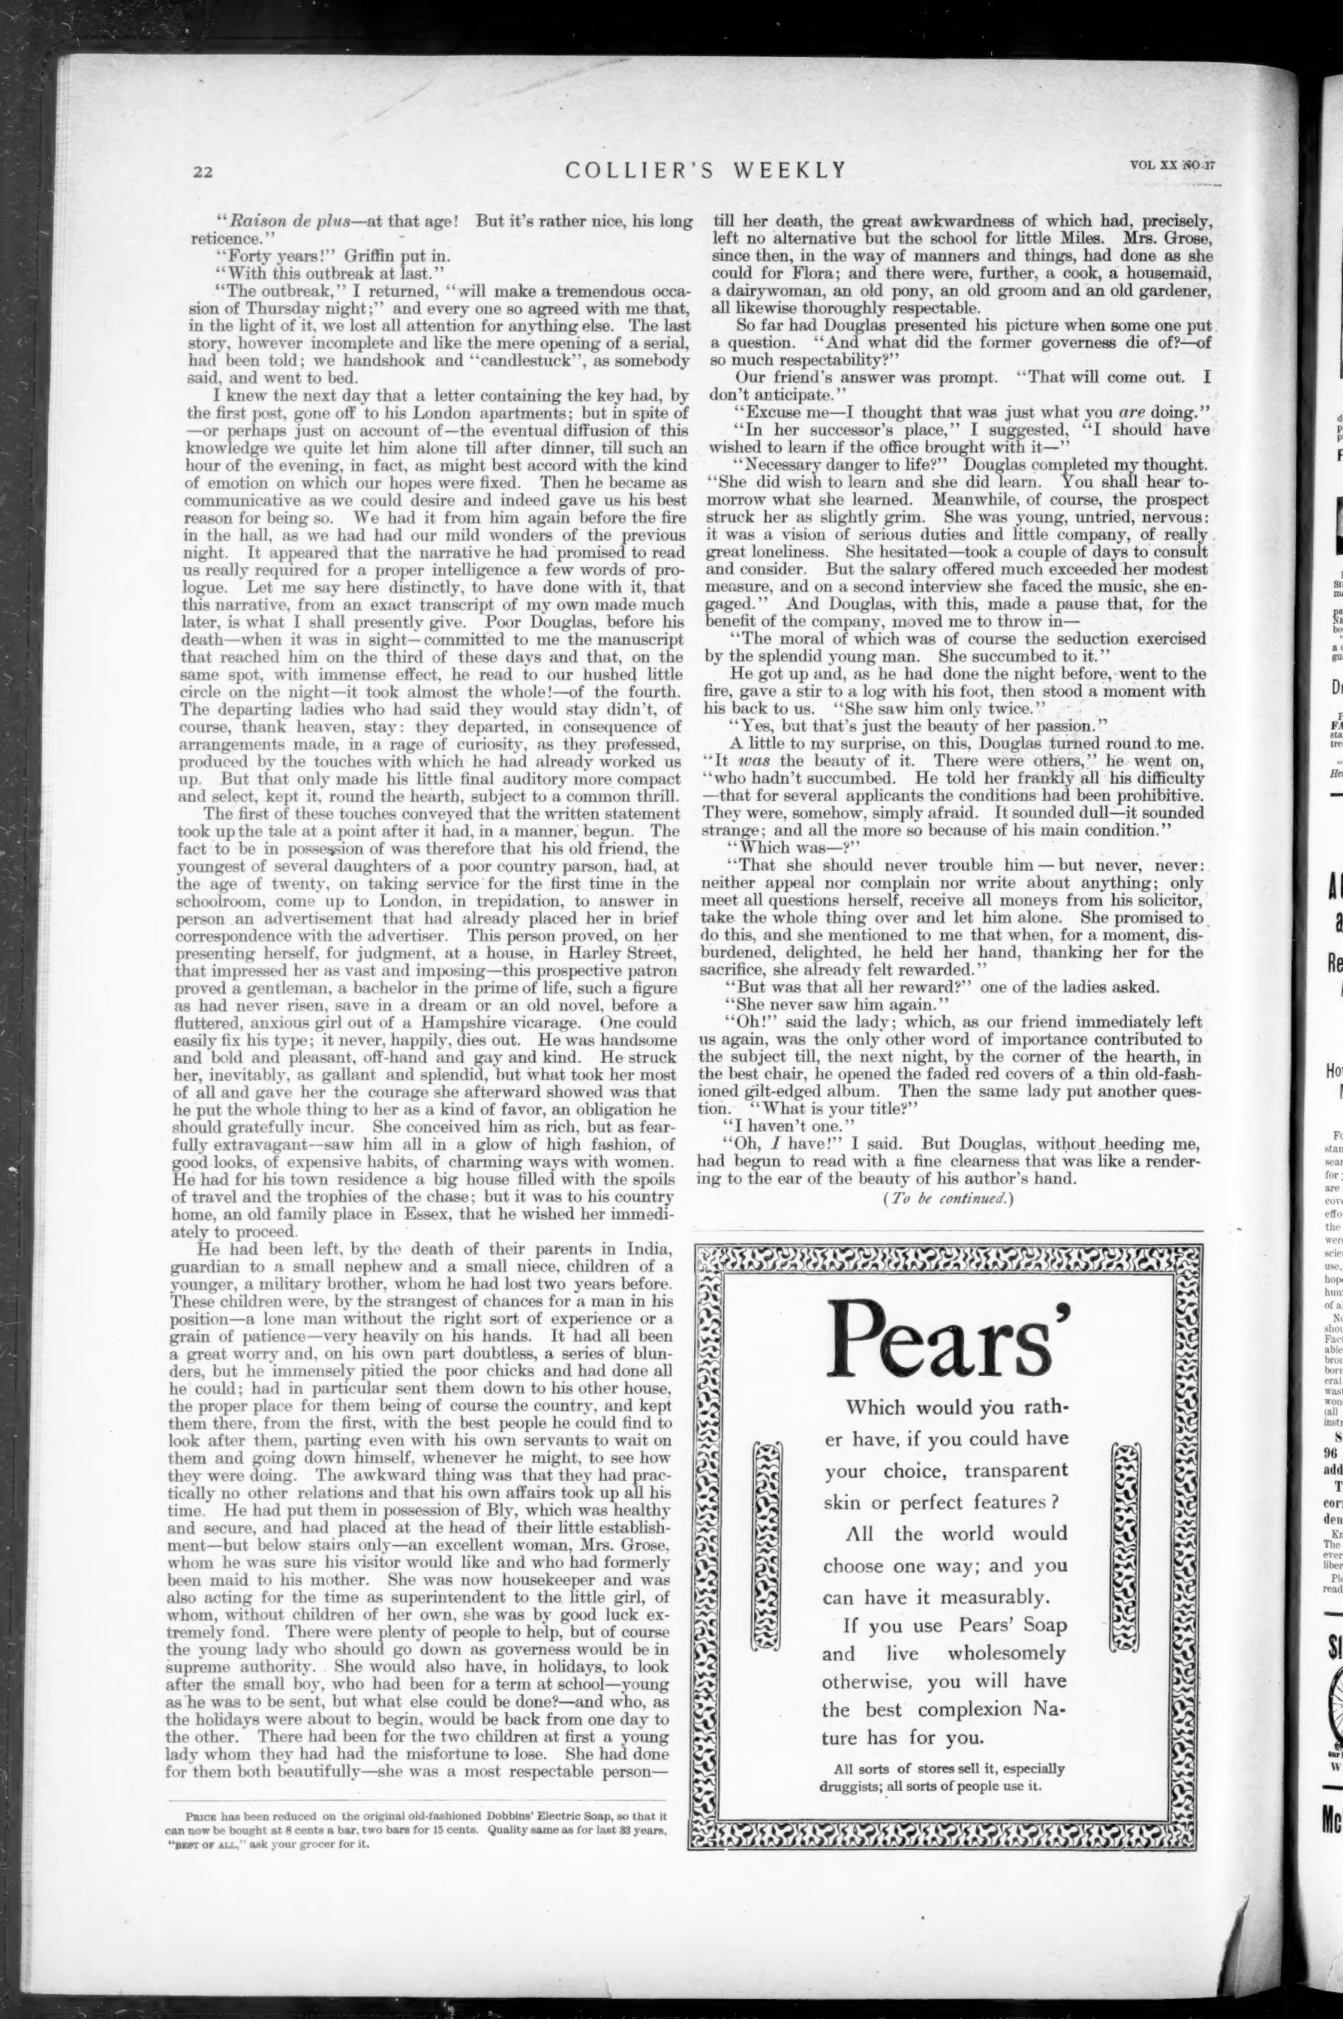 22
COLLIER'S WEEKLY
VOL XX NO 17
"Raison de plus—at that age! But it's rather nice, his long
reticence."
"Forty years!" Griffin put in.
"With this outbreak at last."
"The outbreak," I returned, "will make a tremendous occa-
sion of Thursday night;" and every one so agreed with me that,
in the light of it, we lost all attention for anything else. The last
story, however incomplete and like the mere opening of a serial,
had been told; we handshook and "candlestuck", as somebody
said, and went to bed.
I knew the next day that a letter containing the key had, by
the first post, gone off to his London apartments; but in spite of
—or perhaps just on account of—the eventual diffusion of this
knowledge we quite let him alone till after dinner, till such an
hour of the evening, in fact, as might best accord with the kind
of emotion on which our hopes were fixed. Then he became as
communicative as we could desire and indeed gave us his best
reason for being so. We had it from him again before the fire
in the hall, as we had had our mild wonders of the previous
night. It appeared that the narrative he had promised to read
us really required for a proper intelligence a few words of pro-
logue. Let me say here distinctly, to have done with it, that
this narrative, from an exact transcript of my own made much
later, is what I shall presently give. Poor Douglas, before his
death—when it was in sight—committed to me the manuscript
that reached him on the third of these days and that, on the
same spot, with immense effect, he read to our hushed little
circle on the night—it took almost the whole!—of the fourth.
The departing ladies who had said they would stay didn't, of
course, thank heaven, stay: they departed, in consequence of
arrangements made, in a rage of curiosity, as they professed,
produced by the touches with which he had already worked us
up. But that only made his little final auditory more compact
and select, kept it, round the hearth, subject to a common thrill.
The first of these touches conveyed that the written statement
took up the tale at a point after it had, in a manner, begun. The
fact to be in possession of was therefore that his old friend, the
youngest of several daughters of a poor country parson, had, at
the age of twenty, on taking service for the first time in the
schoolroom, come up to London, in trepidation, to answer in
person an advertisement that had already placed her in brief
correspondence with the advertiser. This person proved, on her
presenting herself, for judgment, at a house, in Harley Street,
that impressed her as vast and imposing—this prospective patron
proved a gentleman, a bachelor in the prime of life, such a figure
as had never risen, save in a dream or an old novel, before a
fluttered, anxious girl out of a Hampshire vicarage. One could
easily fix his type; it never, happily, dies out. He was handsome
and bold and pleasant, off-hand and gay and kind. He struck
her, inevitably, as gallant and splendid, but what took her most
of all and gave her the courage she afterward showed was that
he put the whole thing to her as a kind of favor, an obligation he
should gratefully incur. She conceived him as rich, but as fear-
fully extravagant—saw him all in a glow of high fashion, of
good looks, of expensive habits, of charming ways with women.
He had for his town residence a big house filled with the spoils
of travel and the trophies of the chase; but it was to his country
home, an old family place in Essex, that he wished her immedi-
ately to proceed.
He had been left, by the death of their parents in India,
guardian to a small nephew and a small niece, children of a
younger, a military brother, whom he had lost two years before.
These children were, by the strangest of chances for a man in his
position—a lone man without the right sort of experience or a
grain of patience—very heavily on his hands. It had all been
a great worry and, on his own part doubtless, a series of blun-
ders, but he immensely pitied the poor chicks and had done all
he could; had in particular sent them down to his other house,
the proper place for them being of course the country, and kept
them there, from the first, with the best people he could find to
look after them, parting even with his own servants to wait on
them and going down himself, whenever he might, to see how
they were doing. The awkward thing was that they had prac-
tically no other relations and that his own affairs took up all his
time. He had put them in possession of Bly, which was healthy
and secure, and had placed at the head of their little establish-
ment—but below stairs only—an excellent woman, Mrs. Grose,
whom he was sure his visitor would like and who had formerly
been maid to his mother. She was now housekeeper and was
also acting for the time as superintendent to the little girl, of
whom, without children of her own, she was by good luck ex-
tremely fond. There were plenty of people to help, but of course
the young lady who should go down as governess would be in
supreme authority. She would also have, in holidays, to look
after the small boy, who had been for a term at school—young
as he was to be sent, but what else could be done?—and who, as
the holidays were about to begin, would be back from one day to
the other. There had been for the two children at first a young
lady whom they had had the misfortune to lose. She had done
for them both beautifully—she was a most respectable person—
PRICE has been reduced on the original old-fashioned Dobbins' Electric Soap, so that it
can now be bought at 8 cents a bar, two bars for 15 cents. Quality same as for last 33 years,
"BEST OF ALL," ask your grocer for it.
till her death, the great awkwardness of which had, precisely,
left no alternative but the school for little Miles. Mrs. Grose,
since then, in the way of manners and things, had done as she
could for Flora; and there were, further, a cook, a housemaid,
a dairywoman, an old pony, an old groom and an old gardener,
all likewise thoroughly respectable.
So far had Douglas presented his picture when some one put
a question. "And what did the former governess die of?—of
so much respectability?"
Our friend's answer was prompt. "That will come out. I
don't anticipate."
"Excuse me—I thought that was just what you are doing."
"In her successor's place," I suggested, "I should have
wished to learn if the office brought with it—"
"Necessary danger to life?" Douglas completed my thought.
"She did wish to learn and she did learn. You shall hear to-
morrow what she learned. Meanwhile, of course, the prospect
struck her as slightly grim. She was young, untried, nervous:
it was a vision of serious duties and little company, of really
great loneliness. She hesitated—took a couple of days to consult
and consider. But the salary offered much exceeded her modest
measure, and on a second interview she faced the music, she en-
gaged." And Douglas, with this, made a pause that, for the
benefit of the company, moved me to throw in—
"The moral of which was of course the seduction exercised
by the splendid young man. She succumbed to it."
He got up and, as he had done the night before, went to the
fire, gave a stir to a log with his foot, then stood a moment with
his back to us. "She saw him only twice."
"Yes, but that's just the beauty of her passion."
A little to my surprise, on this, Douglas turned round to me.
"It was the beauty of it. There were others," he went on,
"who hadn't succumbed. He told her frankly all his difficulty
—that for several applicants the conditions had been prohibitive.
They were, somehow, simply afraid. It sounded dull—it sounded
strange; and all the more so because of his main condition."
"Which was—?"
"That she should never trouble him—but never, never:
neither appeal nor complain nor write about anything; only
meet all questions herself, receive all moneys from his solicitor,
take the whole thing over and let him alone. She promised to
do this, and she mentioned to me that when, for a moment, dis-
burdened, delighted, he held her hand, thanking her for the
sacrifice, she already felt rewarded."
"But was that all her reward?" one of the ladies asked.
"She never saw him again."
"Oh!" said the lady; which, as our friend immediately left
us again, was the only other word of importance contributed to
the subject till, the next night, by the corner of the hearth, in
the best chair, he opened the faded red covers of a thin old-fash-
ioned gilt-edged album. Then the same lady put another ques-
tion. "What is your title?"
"I haven't one."
"Oh, I have!" I said. But Douglas, without heeding me,
had begun to read with a fine clearness that was like a render-
ing to the ear of the beauty of his author's hand.
(To be continued.)
Pears'
Which would you rath-
er have, if you could have
your choice, transparent
skin or perfect features?
All the world would
choose one way; and you
can have it measurably.
If you use Pears' Soap
and live wholesomely
otherwise, you will have
the best complexion Na-
ture has for you.
All sorts of stores sell it, especially
druggists; all sorts of people use it.